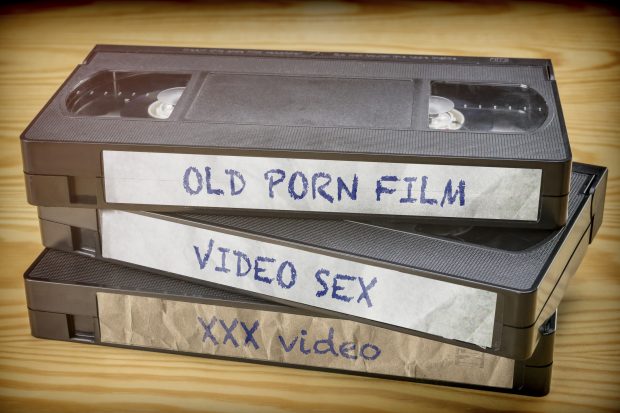 OLD PORN FILM
VIDEO SEX
XXX video